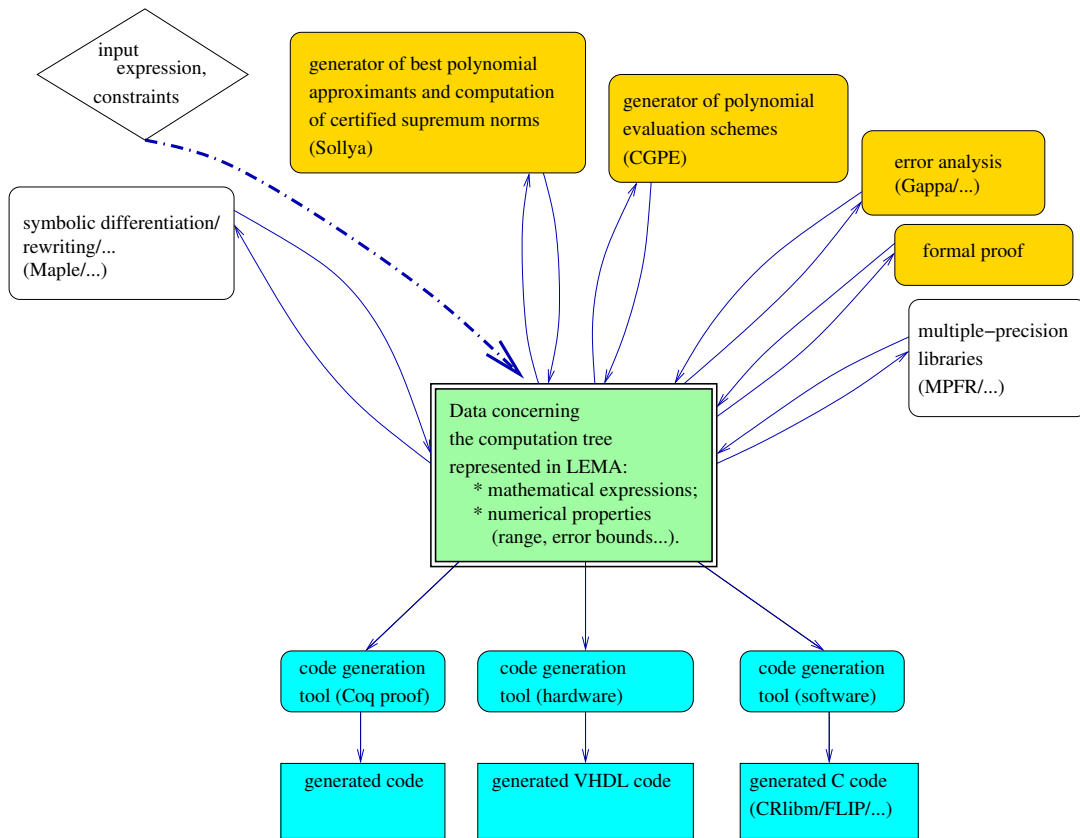 input
expression,
constraints
generator of best polynomial
approximants and computation
of certified supremum norms
(Sollya)
generator of polynomial
evaluation schemes
(CGPE)
error analysis
(Gappa/...)
symbolic differentiation/
rewriting/...
(Maple/...)
formal proof
multiple−precision
libraries
(MPFR/...)
Data concerning
the computation tree
represented in LEMA:
* mathematical expressions;
* numerical properties
(range, error bounds...).
code generation
tool (Coq proof)
code generation
tool (hardware)
code generation
tool (software)
generated code
generated VHDL code
generated C code
(CRlibm/FLIP/...)